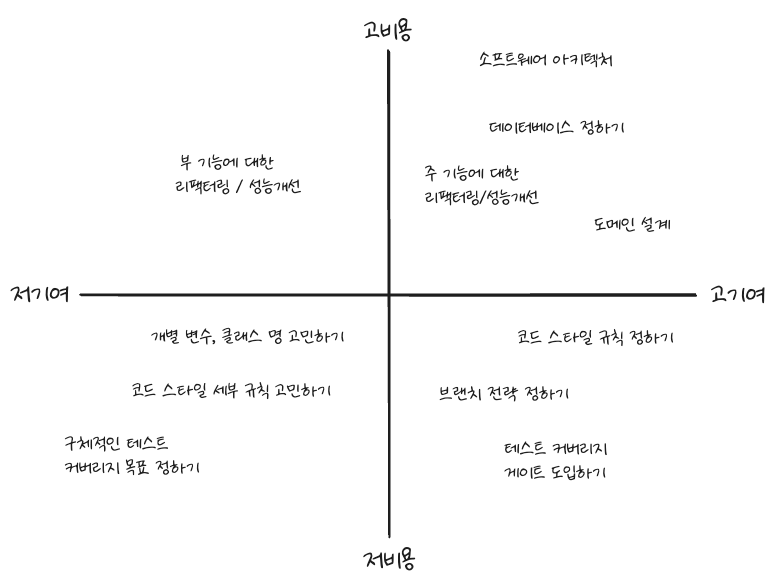 고비용
소프트웨어 아키텍처
데이터베이스 정하기
부 기능에 대한
리팩터링 / 성능개선
주 기능에 대한
리팩터링/성능개선
도메인 설계
저기여
고기여
개별 변수, 클래스 명 고민하기
코드 스타일 규칙 정하기
코드 스타일 세부 규칙 고민하기
브랜치 전략 정하기
구체적인 테스트
커버리지 목표 정하기
테스트 커버리지
게이트 도입하기
저비용